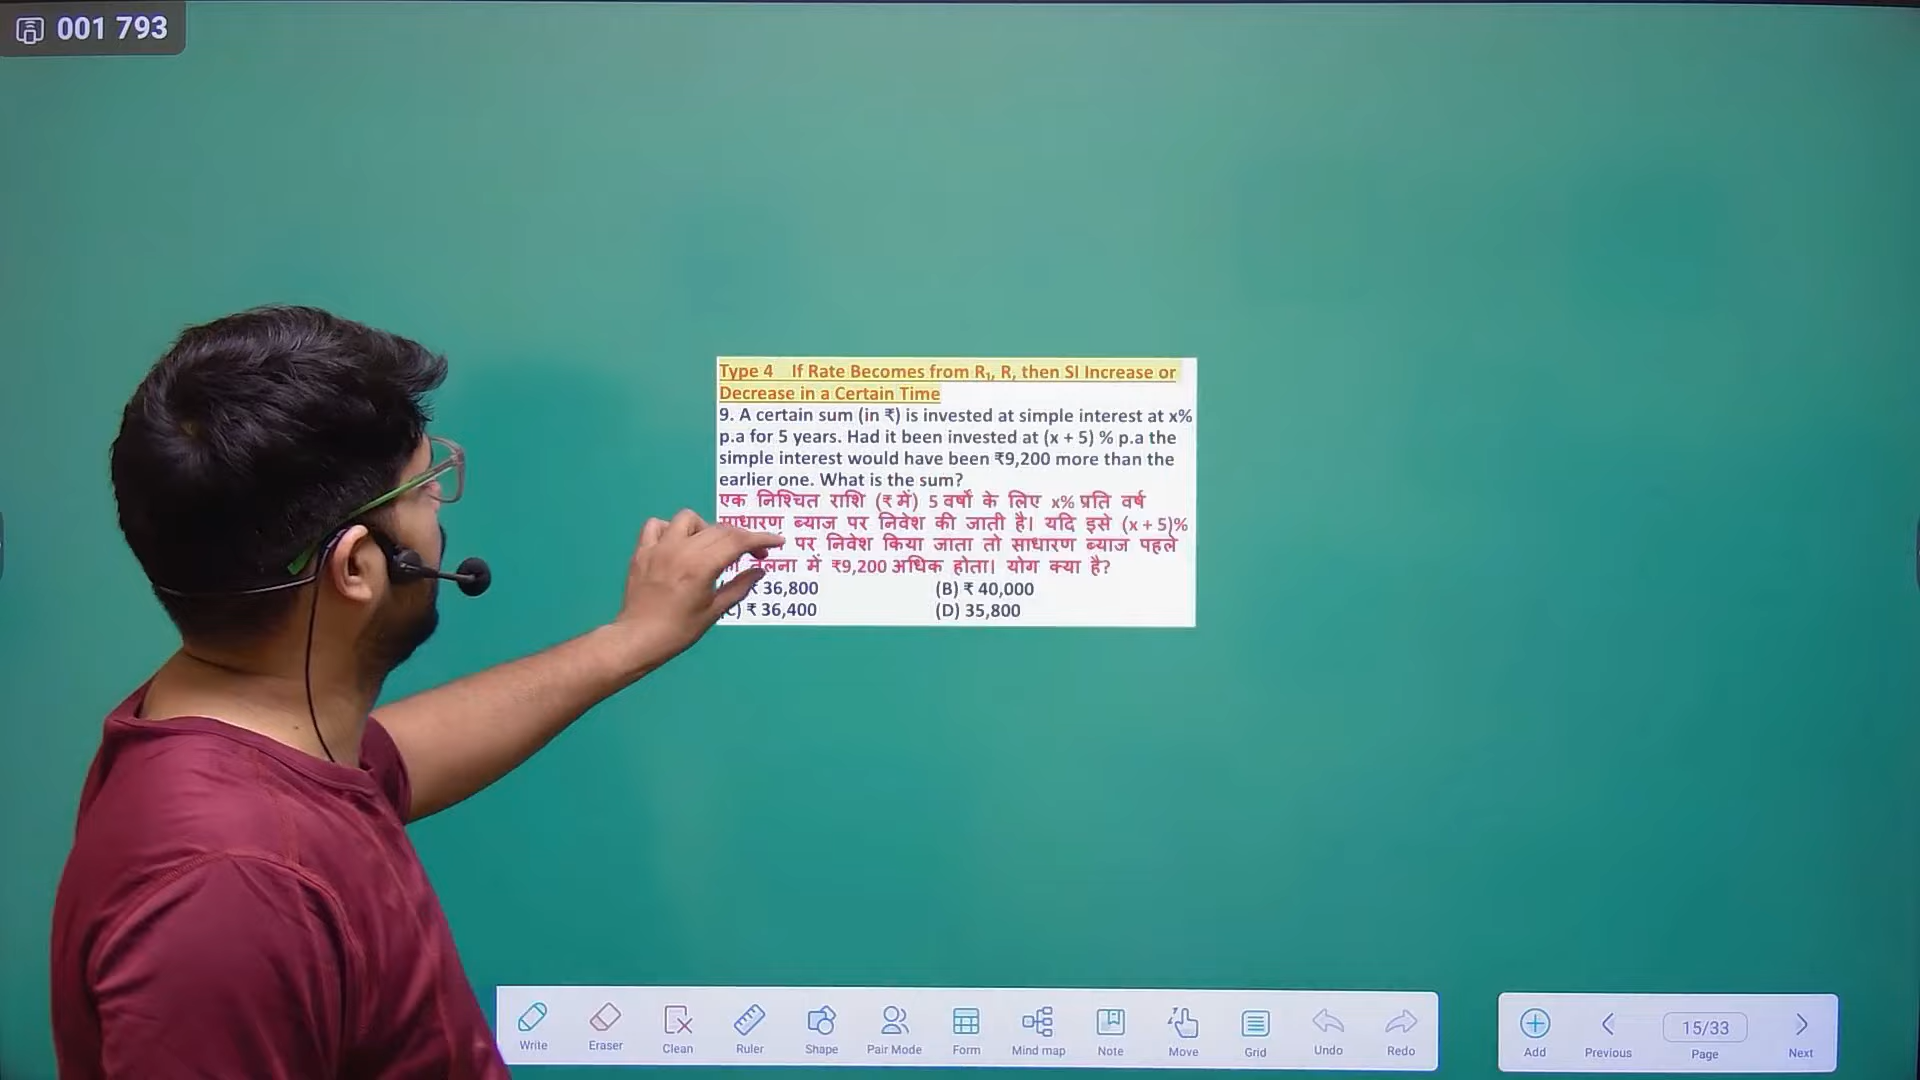 001 793
Type 4 If Rate Becomes from R₁, R, then SI Increase or
Decrease in a Certain Time
9. A certain sum (in ₹) is invested at simple interest at x%
p.a for 5 years. Had it been invested at (x + 5) % p.a the
simple interest would have been ₹9,200 more than the
earlier one. What is the sum?
एक निश्चित राशि (₹ में) 5 वर्षों के लिए x% प्रति वर्ष
साधारण ब्याज पर निवेश की जाती है। यदि इसे (x + 5)%
पर निवेश किया जाता तो साधारण ब्याज पहले
तुलना में ₹9,200 अधिक होता। योग क्या है?
₹ 36,800 (B) ₹ 40,000
(C) ₹ 36,400 (D) 35,800
Write Eraser Clean Ruler Shape Pair Mode Form Mind map Note Move Grid Undo Redo
Add Previous 15/33 Page Next